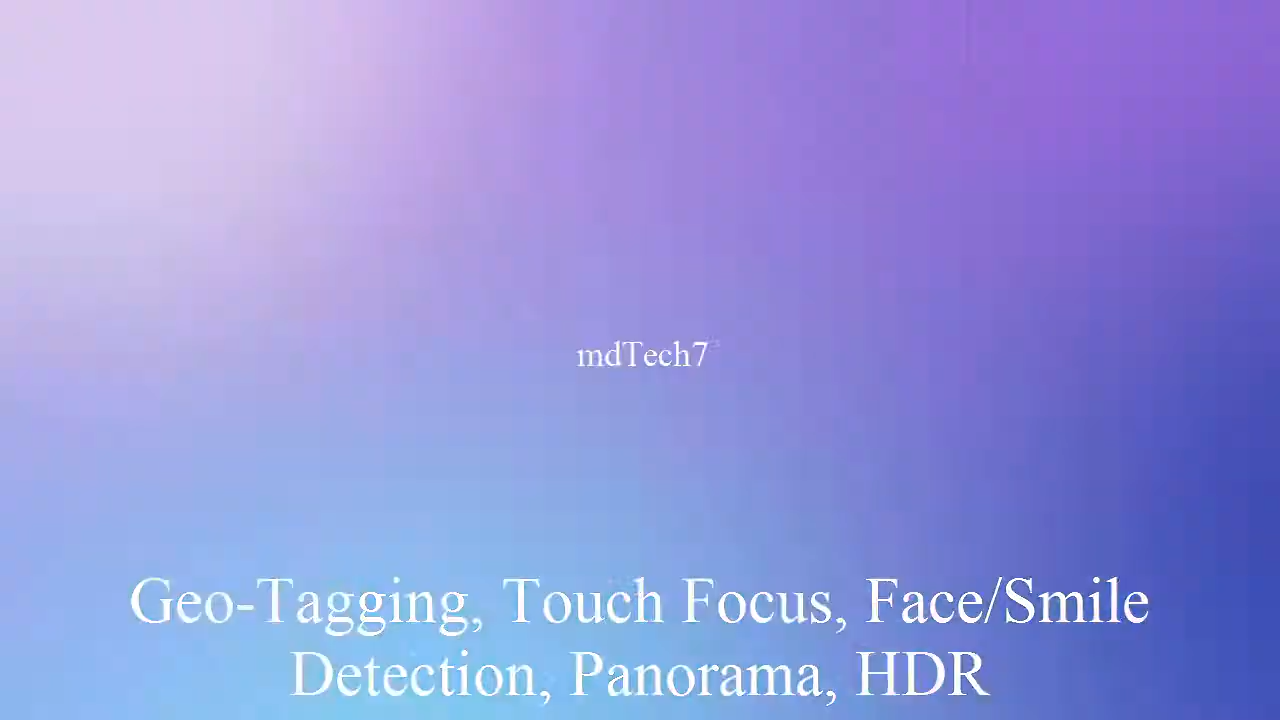 mdTech7
Geo-Tagging, Touch Focus, Face/Smile
Detection, Panorama, HDR